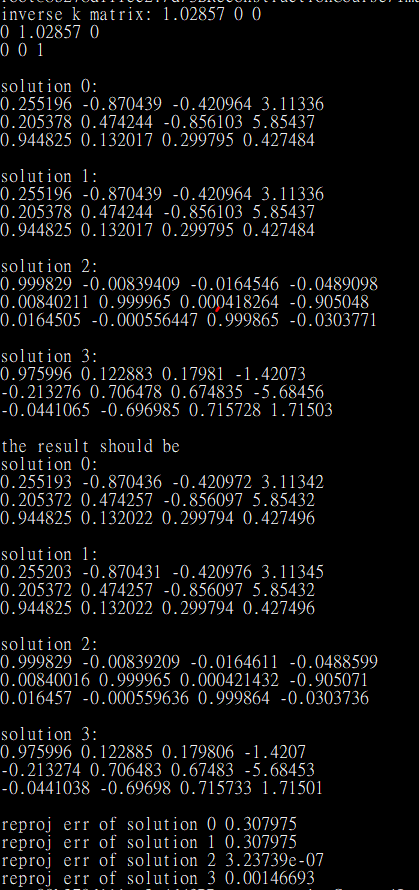 inverse k matrix: 1.02857 0 0
0 1.02857 0
0 0 1
solution 0:
0.255196 -0.870439 -0.420964 3.11336
0.205378 0.474244 -0.856103 5.85437
0.944825 0.132017 0.299795 0.427484
solution 1:
0.255196 -0.870439 -0.420964 3.11336
0.205378 0.474244 -0.856103 5.85437
0.944825 0.132017 0.299795 0.427484
solution 2:
0.999829 -0.00839409 -0.0164546 -0.0489098
0.00840211 0.999965 0.000418264 -0.905048
0.0164505 -0.000556447 0.999865 -0.0303771
solution 3:
0.975996 0.122883 0.17981 -1.42073
-0.213276 0.706478 0.674835 -5.68456
-0.0441065 -0.696985 0.715728 1.71503
the result should be
solution 0:
0.255193 -0.870436 -0.420972 3.11342
0.205372 0.474257 -0.856097 5.85432
0.944825 0.132022 0.299794 0.427496
solution 1:
0.255203 -0.870431 -0.420976 3.11345
0.205372 0.474257 -0.856097 5.85432
0.944825 0.132022 0.299794 0.427496
solution 2:
0.999829 -0.00839209 -0.0164611 -0.0488599
0.00840016 0.999965 0.000421432 -0.905071
0.016457 -0.000559636 0.999864 -0.0303736
solution 3:
0.975996 0.122885 0.179806 -1.4207
-0.213274 0.706483 0.67483 -5.68453
-0.0441038 -0.69698 0.715733 1.71501
reproj err of solution 0 0.307975
reproj err of solution 1 0.307975
reproj err of solution 2 3.23739e-07
reproj err of solution 3 0.00146693